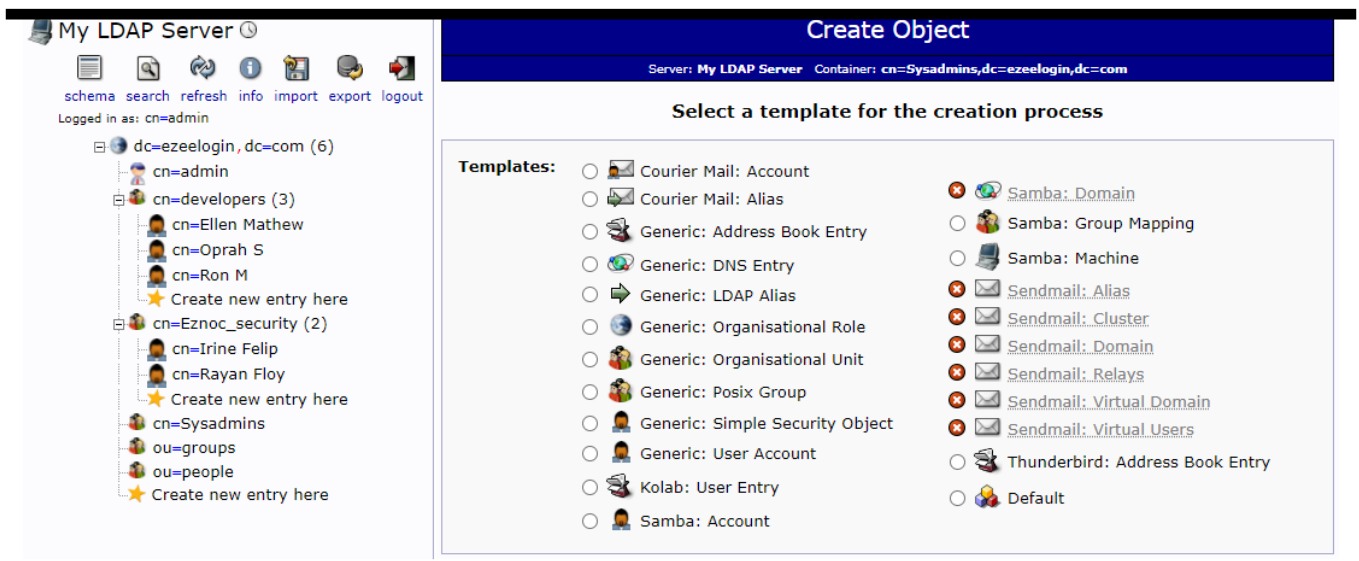 My LDAP Server
schema search refresh info import export logout
Logged in as: cn=admin
dc=ezeelogin,dc=com (6)
cn=admin
cn=developers (3)
cn=Ellen Mathew
cn=Oprah S
cn=Ron M
Create new entry here
cn=Eznoc_security (2)
cn=Irine Felip
cn=Rayan Floy
Create new entry here
cn=Sysadmins
ou=groups
ou=people
Create new entry here
Create Object
Server: My LDAP Server Container: cn=Sysadmins,dc=ezeelogin,dc=com
Select a template for the creation process
Templates:
Courier Mail: Account
Courier Mail: Alias
Generic: Address Book Entry
Generic: DNS Entry
Generic: LDAP Alias
Generic: Organisational Role
Generic: Organisational Unit
Generic: Posix Group
Generic: Simple Security Object
Generic: User Account
Kolab: User Entry
Samba: Account
Samba: Domain
Samba: Group Mapping
Samba: Machine
Sendmail: Alias
Sendmail: Cluster
Sendmail: Domain
Sendmail: Relays
Sendmail: Virtual Domain
Sendmail: Virtual Users
Thunderbird: Address Book Entry
Default